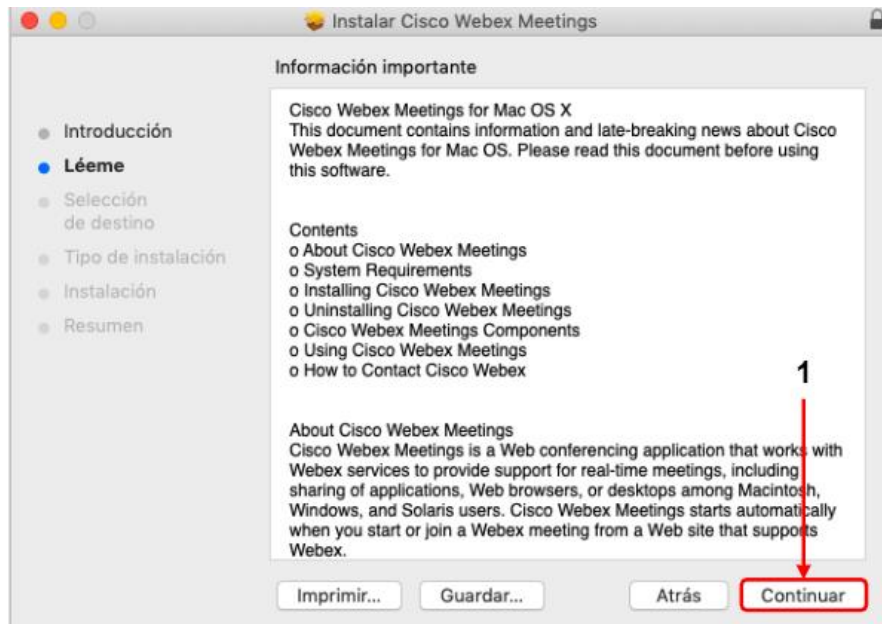 Instalar Cisco Webex Meetings
Información importante
Introducción
Léeme
Selección
de destino
Tipo de instalación
Instalación
Resumen
Cisco Webex Meetings for Mac OS X
This document contains information and late-breaking news about Cisco
Webex Meetings for Mac OS. Please read this document before using
this software.
Contents
o About Cisco Webex Meetings
o System Requirements
o Installing Cisco Webex Meetings
o Uninstalling Cisco Webex Meetings
o Cisco Webex Meetings Components
o Using Cisco Webex Meetings
o How to Contact Cisco Webex
1
About Cisco Webex Meetings
Cisco Webex Meetings is a Web conferencing application that works with
Webex services to provide support for real-time meetings, including
sharing of applications, Web browsers, or desktops among Macintosh,
Windows, and Solaris users. Cisco Webex Meetings starts automatically
when you start or join a Webex meeting from a Web site that supports
Webex.
Imprimir... Guardar... Atrás Continuar